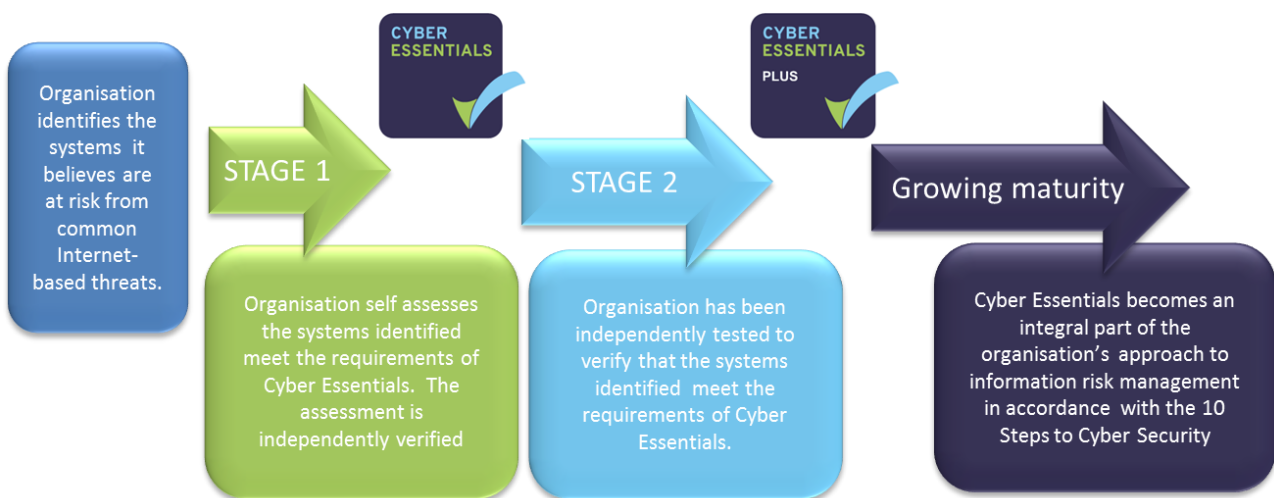 Organisation
identifies the
systems it
believes are
at risk from
common
Internet-
based threats.
STAGE 1
Organisation self assesses
the systems identified
meet the requirements of
Cyber Essentials. The
assessment is
independently verified
CYBER
ESSENTIALS
STAGE 2
Organisation has been
independently tested to
verify that the systems
identified meet the
requirements of Cyber
Essentials.
CYBER
ESSENTIALS
PLUS
Growing maturity
Cyber Essentials becomes an
integral part of the
organisation's approach to
information risk management
in accordance with the 10
Steps to Cyber Security